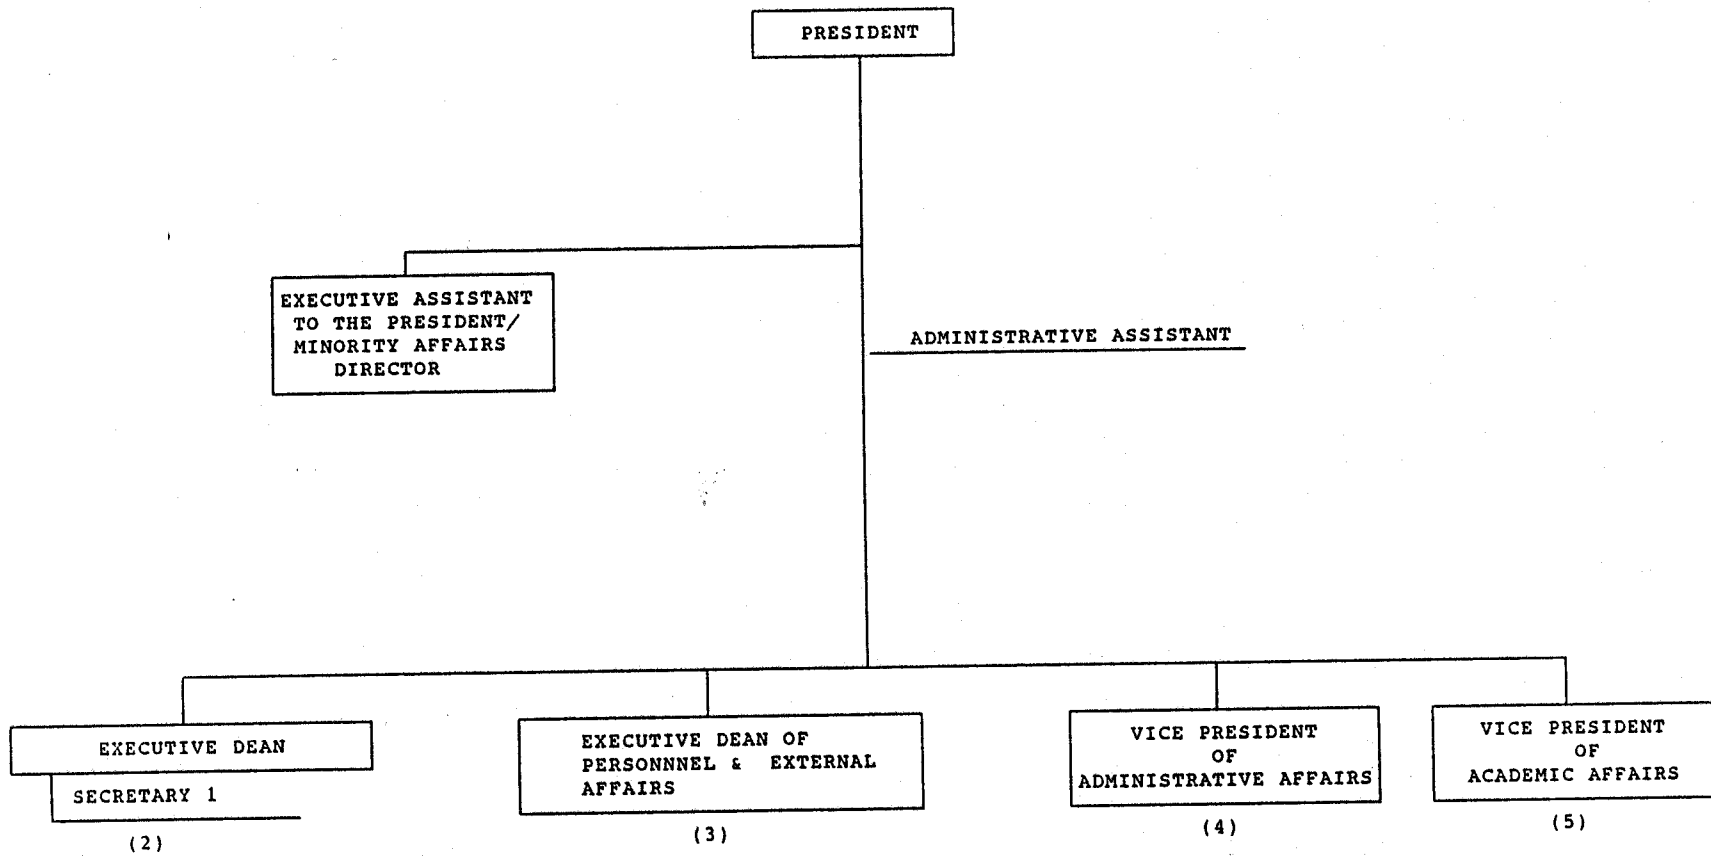 PRESIDENT
EXECUTIVE ASSISTANT
TO THE PRESIDENT/
MINORITY AFFAIRS
DIRECTOR
ADMINISTRATIVE ASSISTANT
EXECUTIVE DEAN
SECRETARY 1
(2)
EXECUTIVE DEAN OF
PERSONNNEL & EXTERNAL
AFFAIRS
(3)
VICE PRESIDENT
OF
ADMINISTRATIVE AFFAIRS
(4)
VICE PRESIDENT
OF
ACADEMIC AFFAIRS
(5)